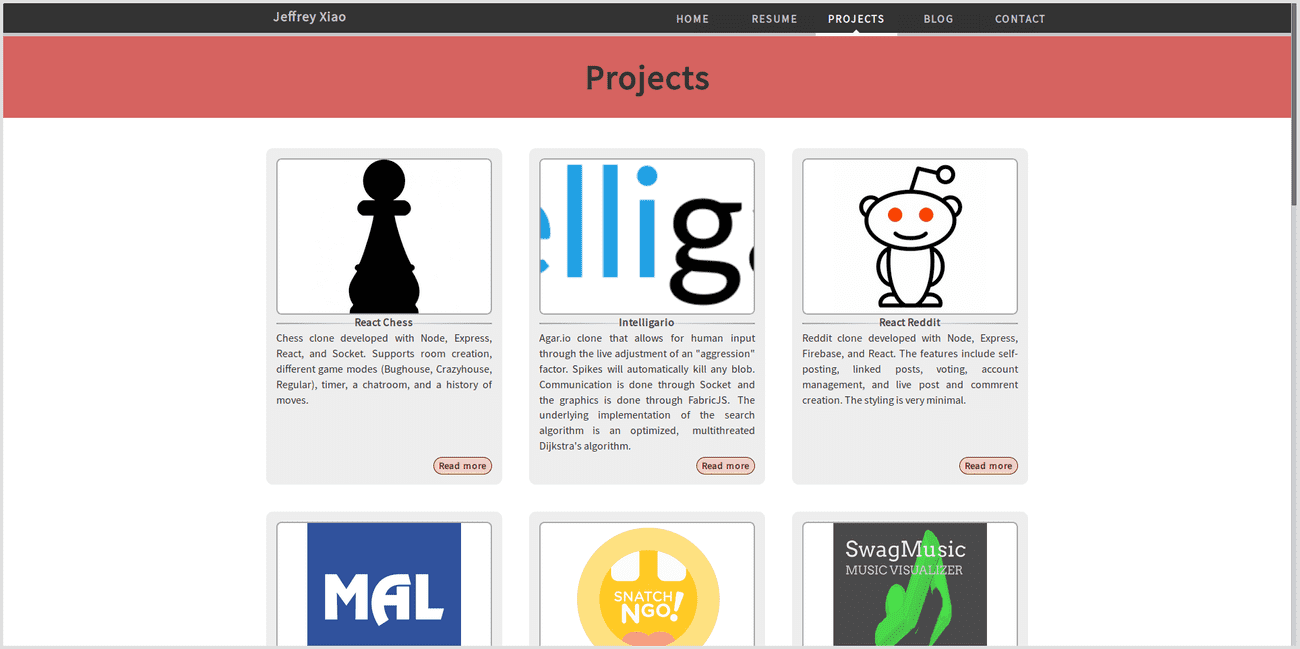 Jeffrey Xiao
HOME RESUME PROJECTS BLOG CONTACT
Projects
elliga
React Chess
Chess clone developed with Node, Express,
React, and Socket. Supports room creation,
different game modes (Bughouse, Crazyhouse,
Regular), timer, a chatroom, and a history of
moves.
Read more
Intelligario
Agar.io clone that allows for human input
through the live adjustment of an "aggression"
factor. Spikes will automatically kill any blob.
Communication is done through Socket and
the graphics is done through FabricJS. The
underlying implementation of the search
algorithm is an optimized, multithreated
Dijkstra's algorithm.
Read more
React Reddit
Reddit clone developed with Node, Express,
Firebase, and React. The features include self-
posting, linked posts, voting, account
management, and live post and commrent
creation. The styling is very minimal.
Read more
MAL
SNATCH
NGO!
SwagMusic
MUSIC VISUALIZER